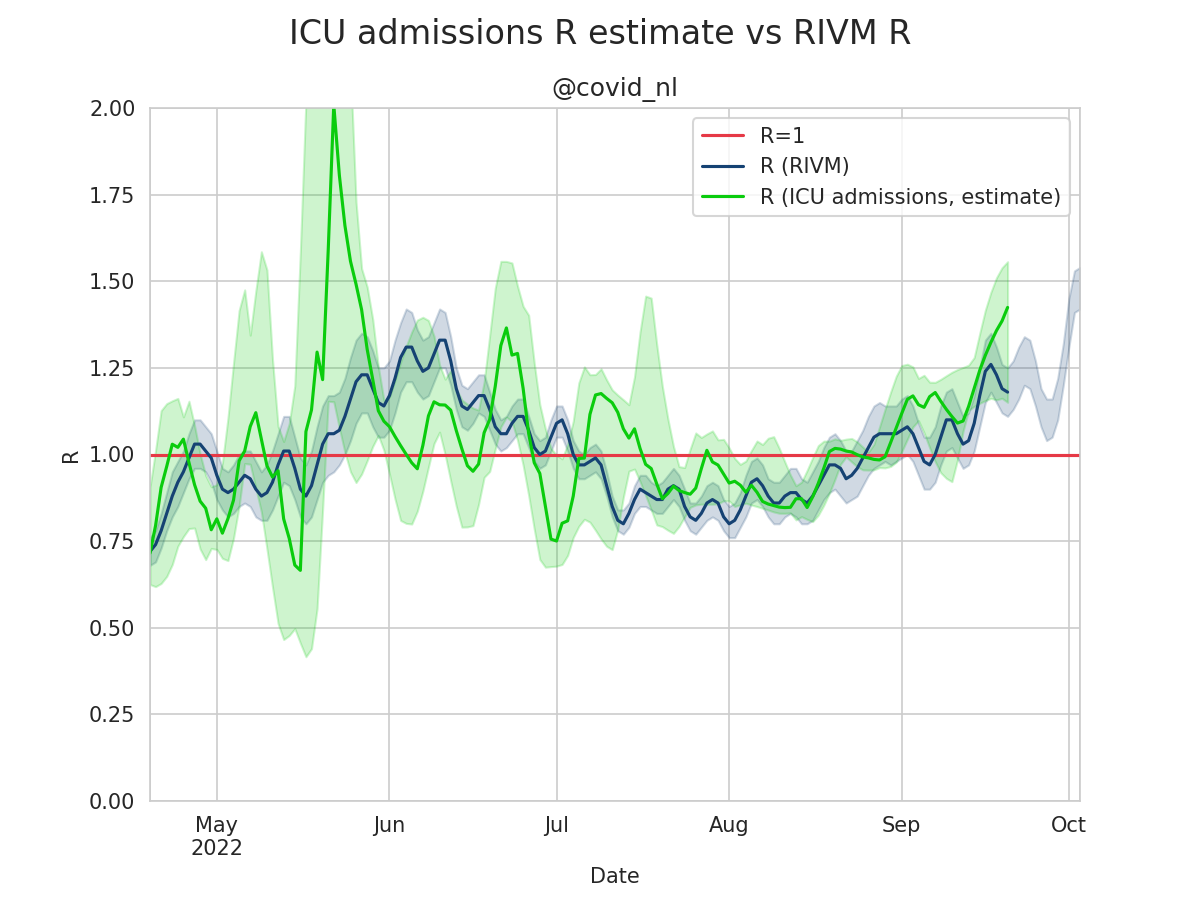 ICU admissions R estimate vs RIVM R
@covid_nl
R=1
R (RIVM)
R (ICU admissions, estimate)
2.00
1.75
1.50
1.25
1.00
0.75
0.50
0.25
0.00
R
May
2022
Jun
Jul
Aug
Sep
Oct
Date